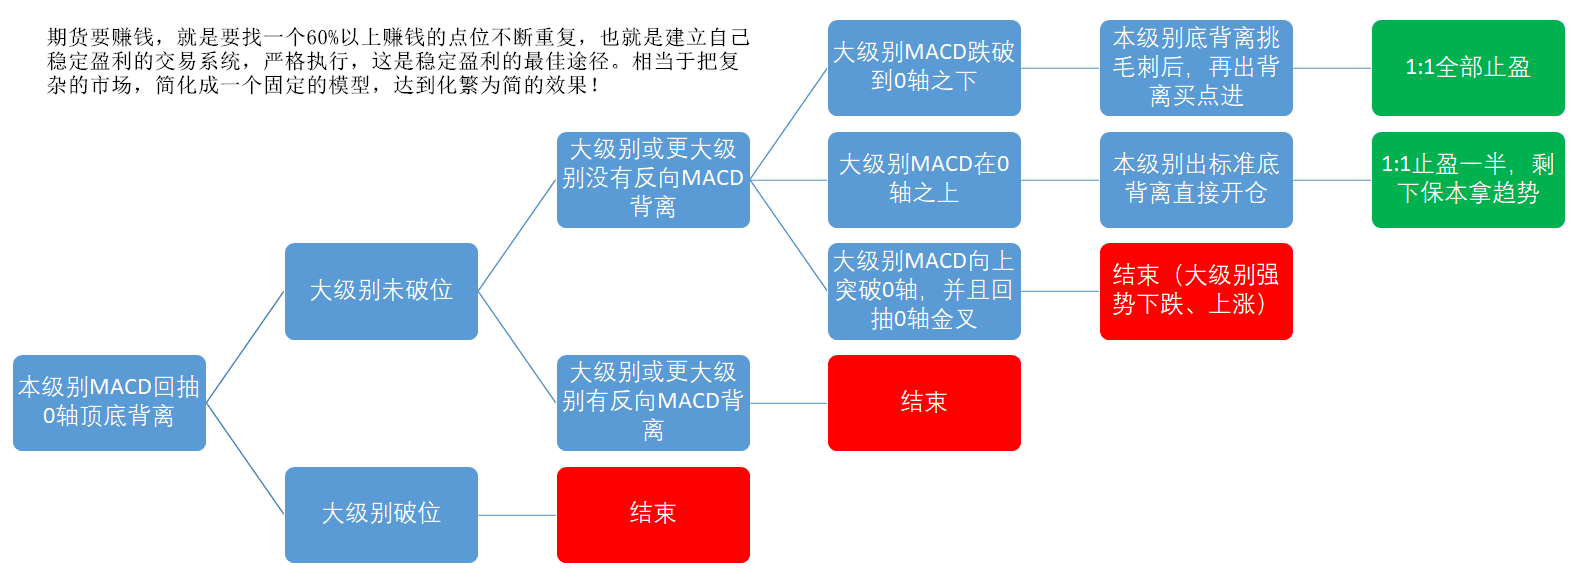 期货要赚钱，就是要找一个60%以上赚钱的点位不断重复，也就是建立自己
稳定盈利的交易系统，严格执行，这是稳定盈利的最佳途径。相当于把复
杂的市场，简化成一个固定的模型，达到化繁为简的效果！
本级别MACD回抽
0轴顶底背离
大级别未破位
大级别破位
结束
大级别或更大级
别没有反向MACD
背离
大级别或更大级
别有反向MACD背
离
结束
大级别MACD跌破
到0轴之下
本级别底背离挑
毛刺后，再出背
离买点进
1:1全部止盈
大级别MACD在0
轴之上
本级别出标准底
背离直接开仓
1:1止盈一半，剩
下保本拿趋势
大级别MACD向上
突破0轴，并且回
抽0轴金叉
结束（大级别强
势下跌、上涨）